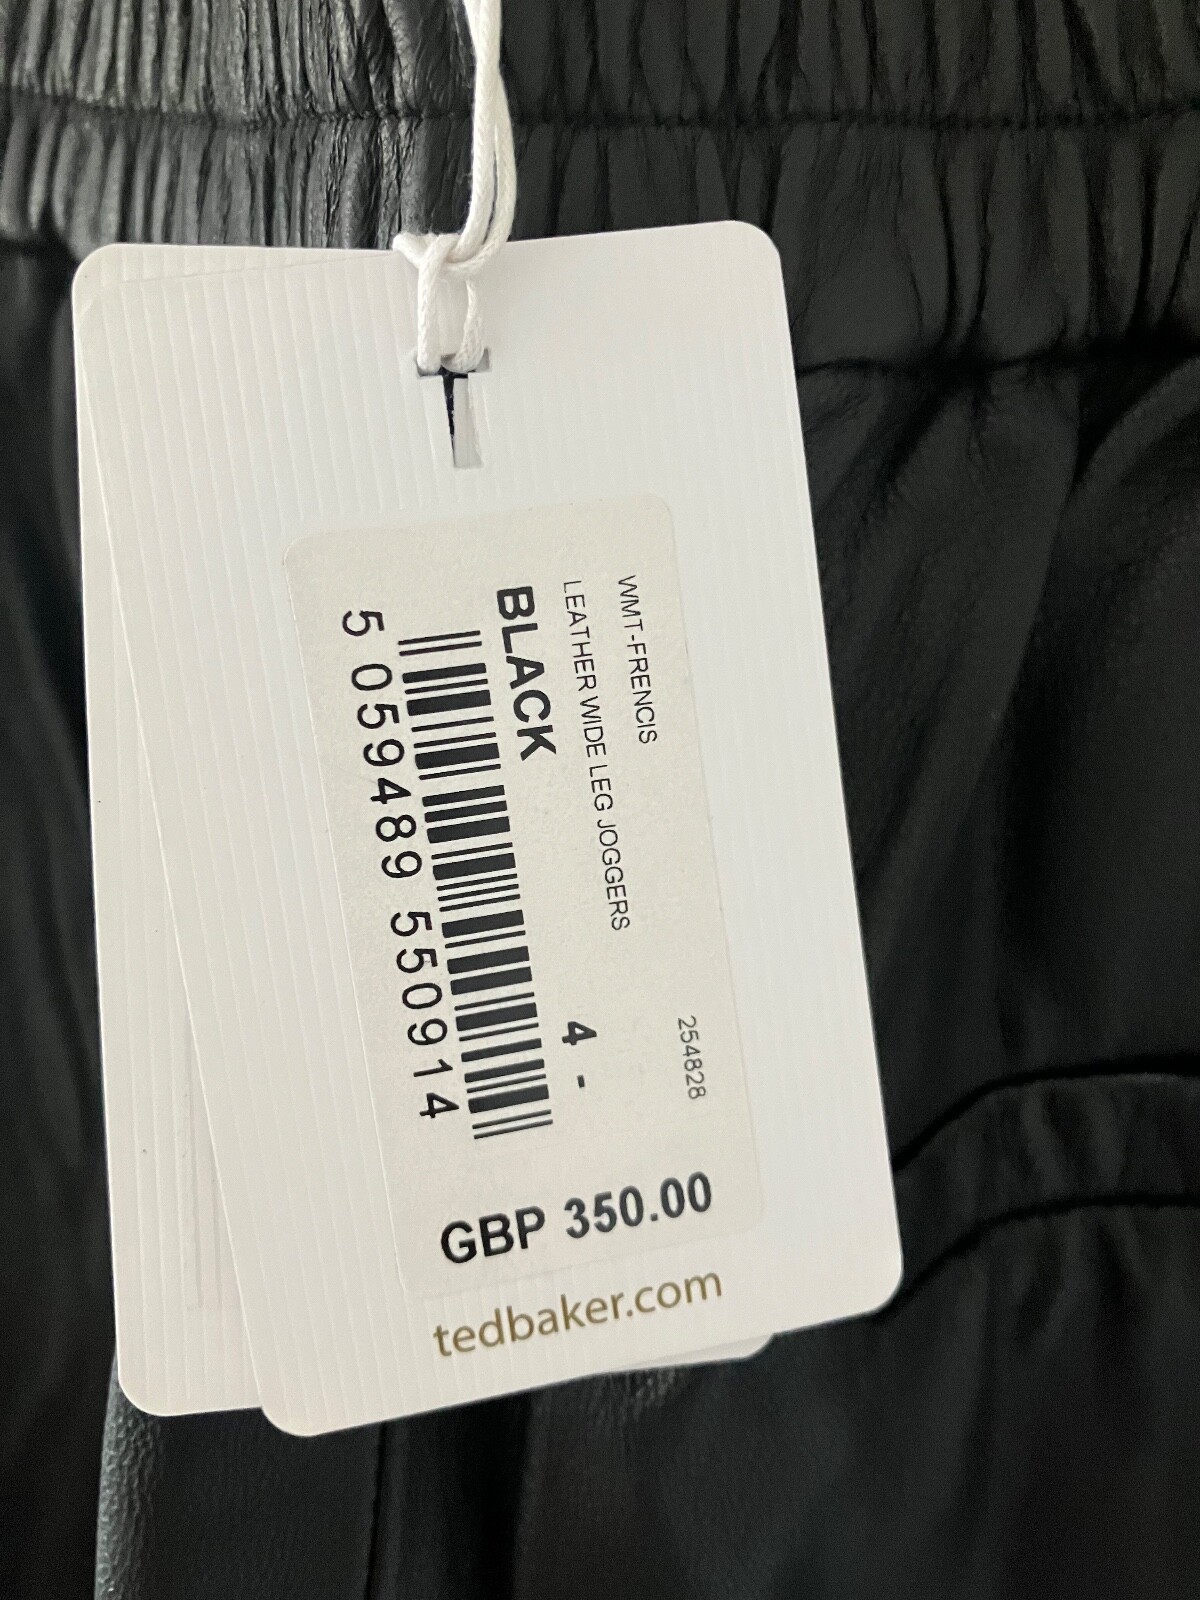 WMT-FRENCIS
254828
LEATHER WIDE LEG JOGGERS
BLACK
4 -
5 059489 550914
GBP 350.00
tedbaker.com